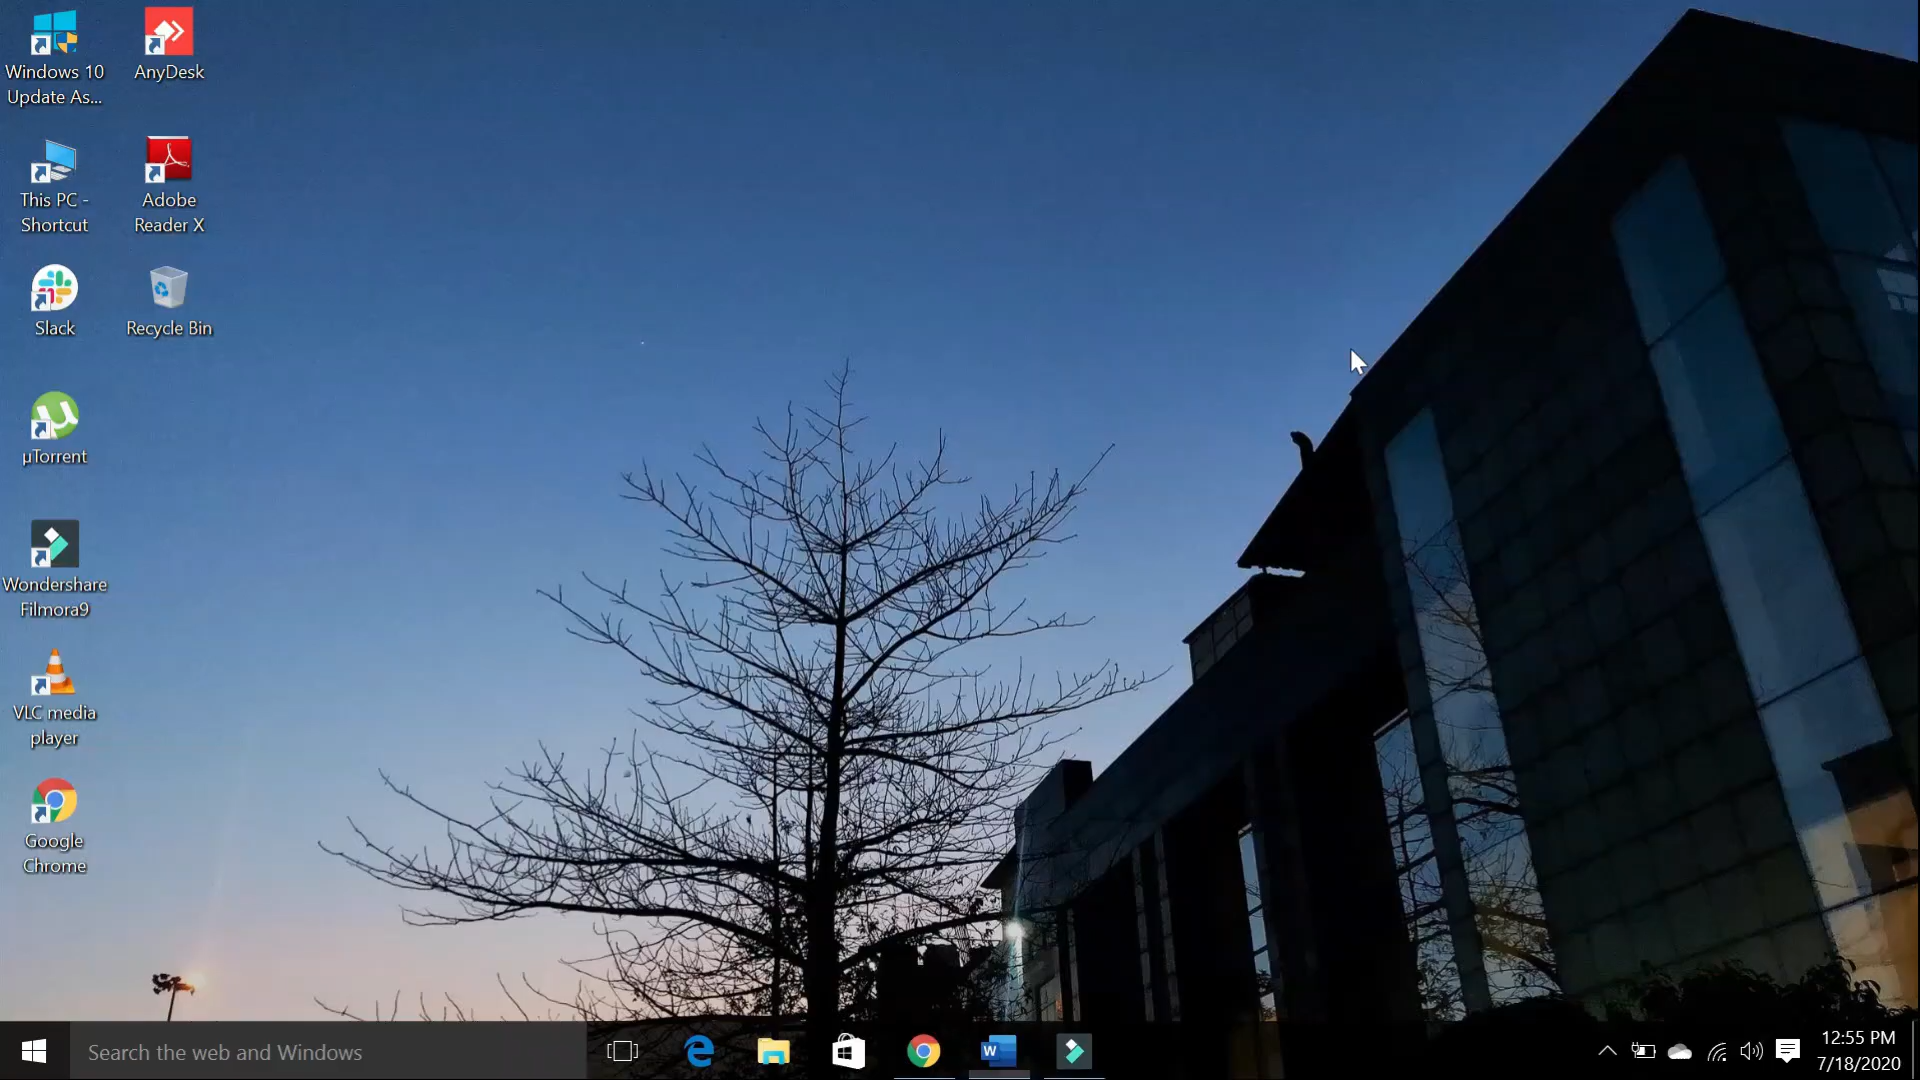 Windows 10
Update As...
AnyDesk
This PC -
Shortcut
Adobe
Reader X
Slack
Recycle Bin
µTorrent
Wondershare
Filmora9
VLC media
player
Google
Chrome
Search the web and Windows
W
12:55 PM
7/18/2020